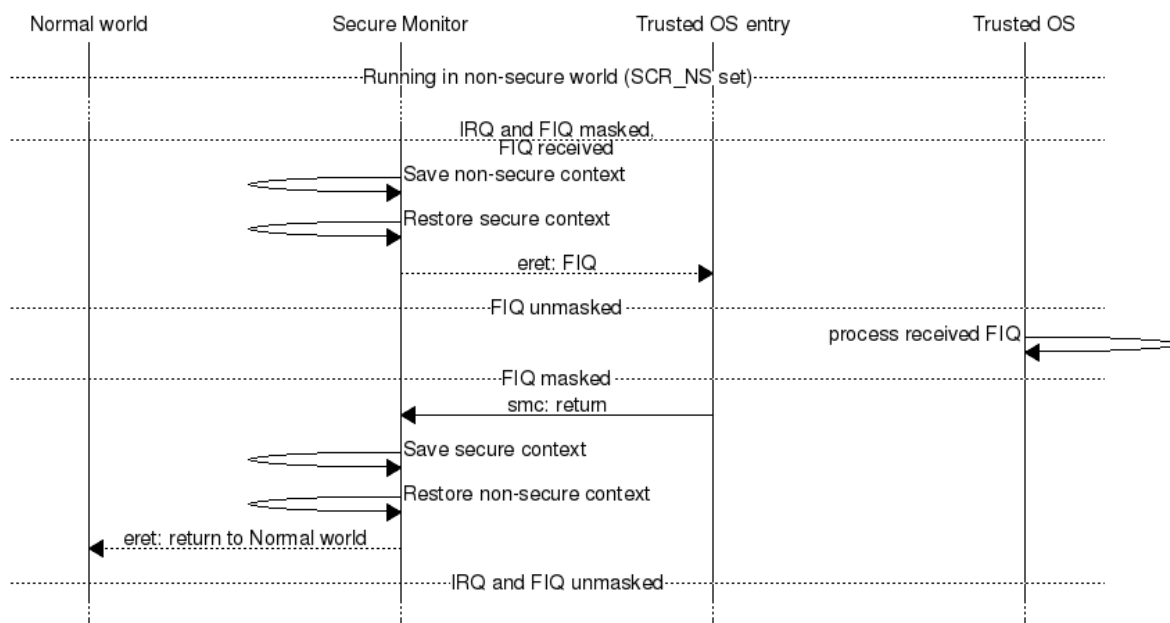 Normal world
Secure Monitor
Trusted OS entry
Trusted OS
Running in non-secure world (SCR_NS set)
IRQ and FIQ masked,
FIQ received
Save non-secure context
Restore secure context
eret: FIQ
FIQ unmasked
process received FIQ
FIQ masked
smc: return
Save secure context
Restore non-secure context
eret: return to Normal world
IRQ and FIQ unmasked